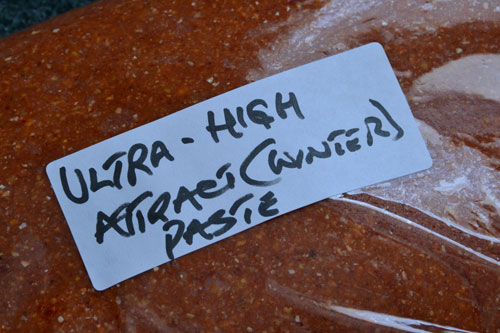 ULTRA - HIGH
ATTRACT (WINTER)
PASTE